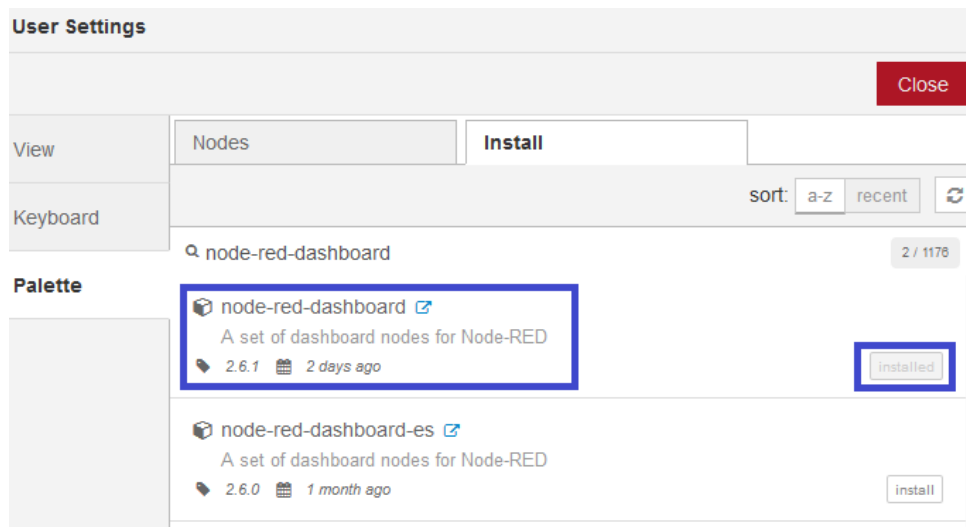 User Settings
Close
View
Nodes
Install
sort: a-z recent
Keyboard
node-red-dashboard
2 / 1176
Palette
node-red-dashboard
A set of dashboard nodes for Node-RED
2.6.1 2 days ago
installed
node-red-dashboard-es
A set of dashboard nodes for Node-RED
2.6.0 1 month ago
install